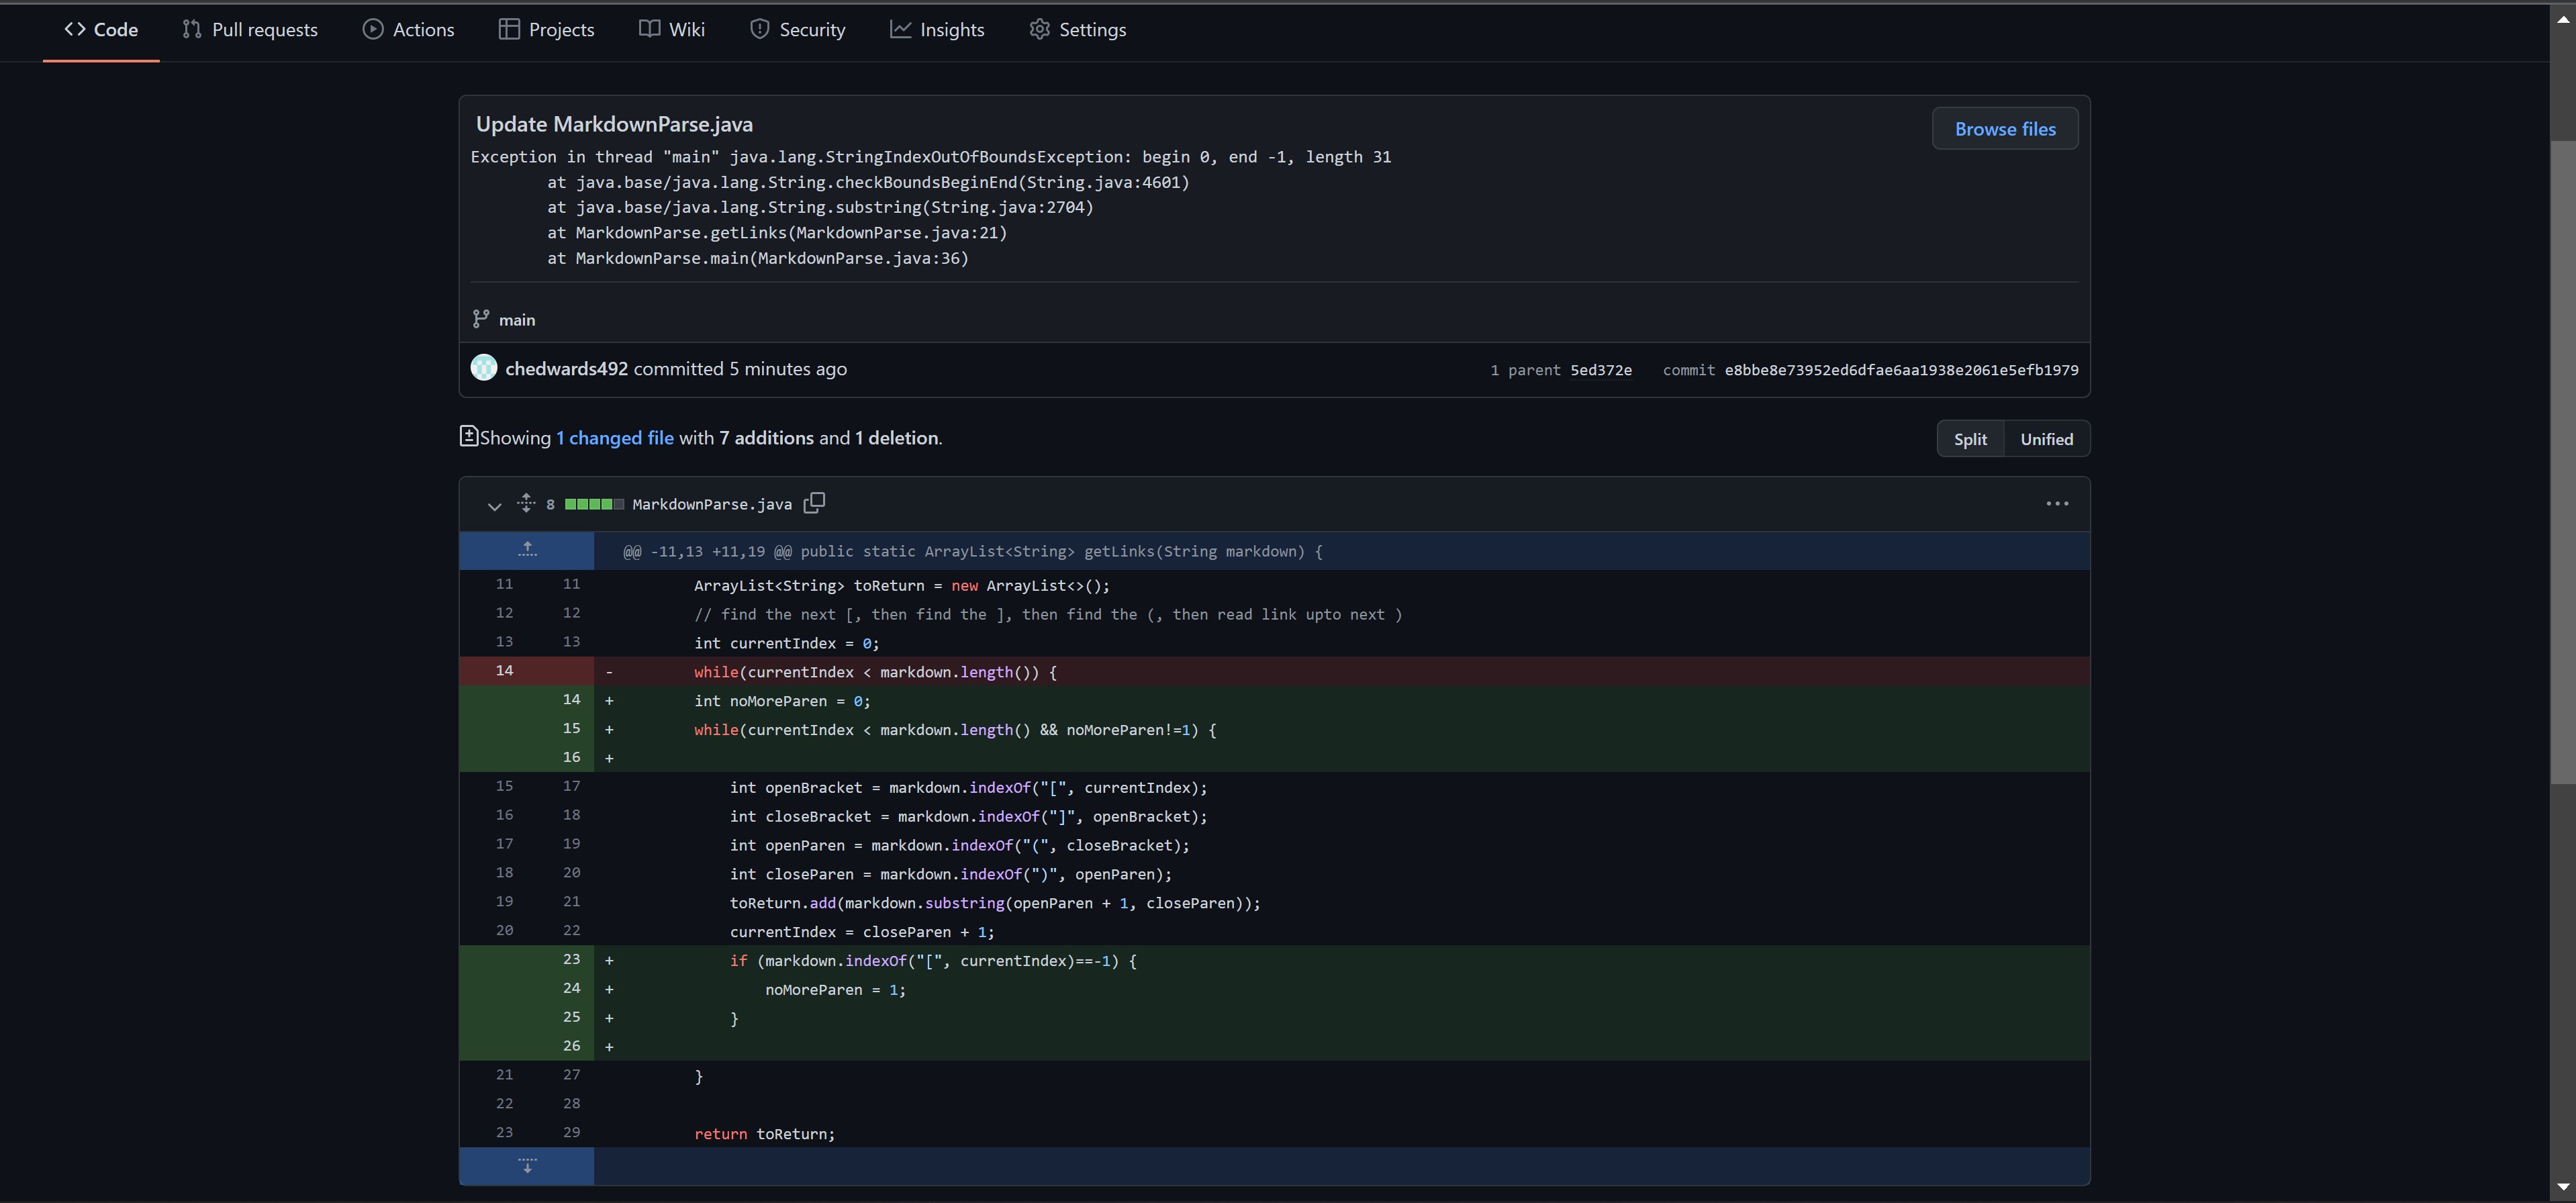 Code Pull requests Actions Projects Wiki Security Insights Settings
Update MarkdownParse.java
Browse files
Exception in thread "main" java.lang.StringIndexOutOfBoundsException: begin 0, end -1, length 31
at java.base/java.lang.String.checkBoundsBeginEnd(String.java:4601)
at java.base/java.lang.String.substring(String.java:2704)
at MarkdownParse.getLinks(MarkdownParse.java:21)
at MarkdownParse.main(MarkdownParse.java:36)
main
chedwards492 committed 5 minutes ago 1 parent 5ed372e commit e8bbe8e73952ed6dfae6aa1938e2061e5efb1979
Showing 1 changed file with 7 additions and 1 deletion. Split Unified
8 MarkdownParse.java
@@ -11,13 +11,19 @@ public static ArrayList<String> getLinks(String markdown) {
11 11 ArrayList<String> toReturn = new ArrayList<>();
12 12 // find the next [, then find the ], then find the (, then read link upto next )
13 13 int currentIndex = 0;
14 - while(currentIndex < markdown.length()) {
14 + int noMoreParen = 0;
15 + while(currentIndex < markdown.length() && noMoreParen!=1) {
16 +
15 17 int openBracket = markdown.indexOf("[", currentIndex);
16 18 int closeBracket = markdown.indexOf("]", openBracket);
17 19 int openParen = markdown.indexOf("(", closeBracket);
18 20 int closeParen = markdown.indexOf(")", openParen);
19 21 toReturn.add(markdown.substring(openParen + 1, closeParen));
20 22 currentIndex = closeParen + 1;
23 + if (markdown.indexOf("[", currentIndex)==-1) {
24 + noMoreParen = 1;
25 + }
26 +
21 27 }
22 28
23 29 return toReturn;